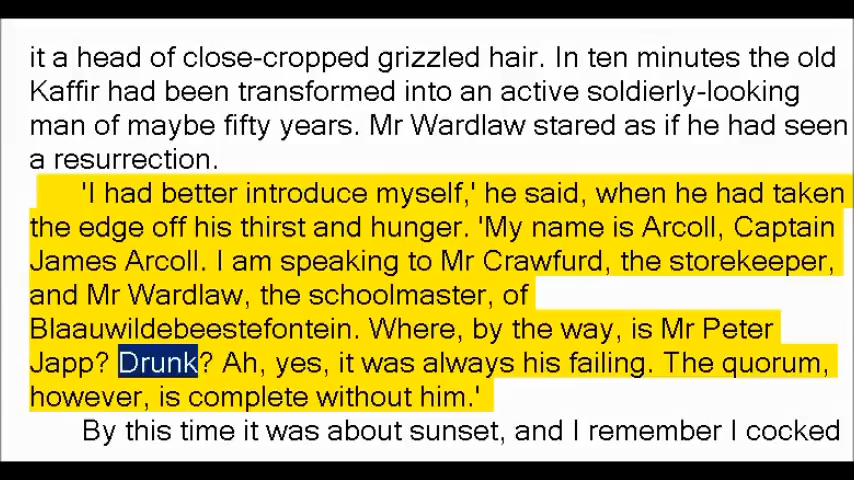 it a head of close-cropped grizzled hair. In ten minutes the old
Kaffir had been transformed into an active soldierly-looking
man of maybe fifty years. Mr Wardlaw stared as if he had seen
a resurrection.
'I had better introduce myself,' he said, when he had taken
the edge off his thirst and hunger. 'My name is Arcoll, Captain
James Arcoll. I am speaking to Mr Crawfurd, the storekeeper,
and Mr Wardlaw, the schoolmaster, of
Blaauwildebeestefontein. Where, by the way, is Mr Peter
Japp? Drunk? Ah, yes, it was always his failing. The quorum,
however, is complete without him.'
By this time it was about sunset, and I remember I cocked